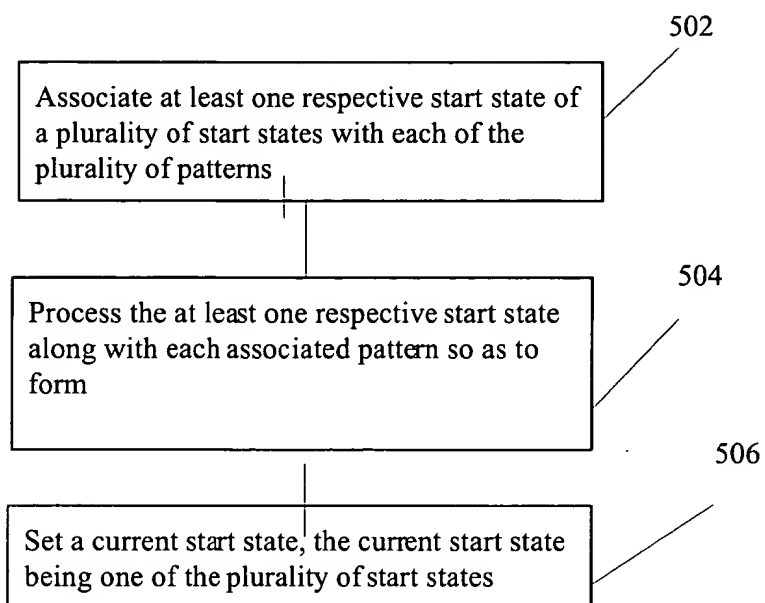 502
Associate at least one respective start state of
a plurality of start states with each of the
plurality of patterns
504
Process the at least one respective start state
along with each associated pattern so as to
form
506
Set a current start state, the current start state
being one of the plurality of start states